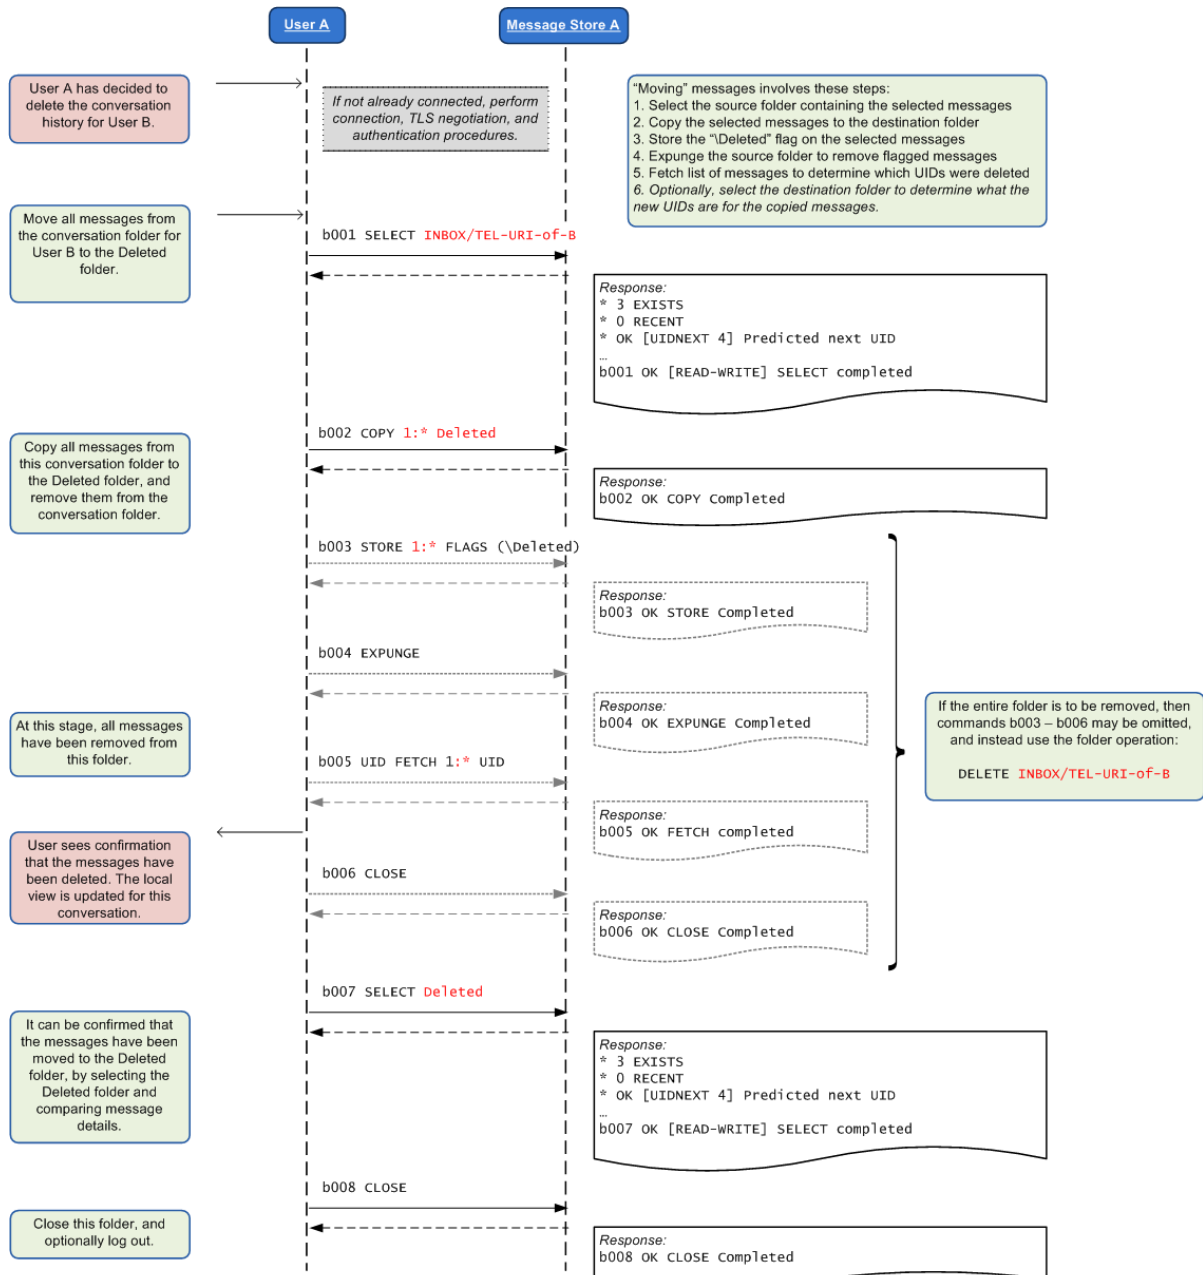 User A
Message Store A
User A has decided to
delete the conversation
history for User B.
If not already connected, perform
connection, TLS negotiation, and
authentication procedures.
“Moving” messages involves these steps:
1. Select the source folder containing the selected messages
2. Copy the selected messages to the destination folder
3. Store the “\Deleted” flag on the selected messages
4. Expunge the source folder to remove flagged messages
5. Fetch list of messages to determine which UIDs were deleted
6. Optionally, select the destination folder to determine what the
new UIDs are for the copied messages.
Move all messages from
the conversation folder for
User B to the Deleted
folder.
b001 SELECT INBOX/TEL-URI-of-B
Response:
* 3 EXISTS
* 0 RECENT
* OK [UIDNEXT 4] Predicted next UID
…
b001 OK [READ-WRITE] SELECT completed
Copy all messages from
this conversation folder to
the Deleted folder, and
remove them from the
conversation folder.
b002 COPY 1:* Deleted
Response:
b002 OK COPY Completed
b003 STORE 1:* FLAGS (\Deleted)
Response:
b003 OK STORE Completed
b004 EXPUNGE
Response:
b004 OK EXPUNGE Completed
If the entire folder is to be removed, then
commands b003 – b006 may be omitted,
and instead use the folder operation:
DELETE INBOX/TEL-URI-of-B
At this stage, all messages
have been removed from
this folder.
b005 UID FETCH 1:* UID
Response:
b005 OK FETCH completed
User sees confirmation
that the messages have
been deleted. The local
view is updated for this
conversation.
b006 CLOSE
Response:
b006 OK CLOSE Completed
b007 SELECT Deleted
It can be confirmed that
the messages have been
moved to the Deleted
folder, by selecting the
Deleted folder and
comparing message
details.
Response:
* 3 EXISTS
* 0 RECENT
* OK [UIDNEXT 4] Predicted next UID
…
b007 OK [READ-WRITE] SELECT completed
b008 CLOSE
Close this folder, and
optionally log out.
Response:
b008 OK CLOSE Completed